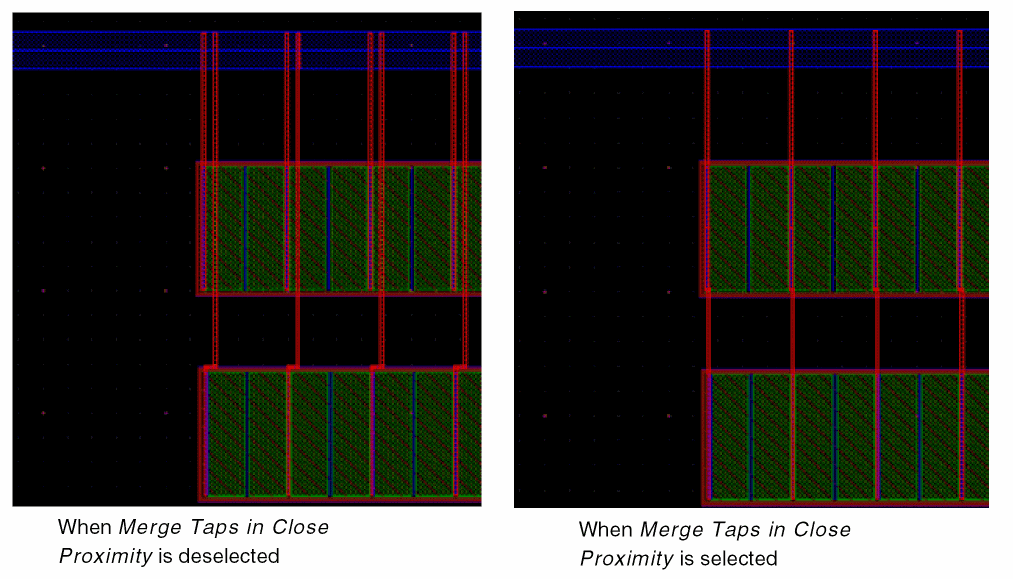 When Merge Taps in Close
Proximity is deselected
When Merge Taps in Close
Proximity is selected